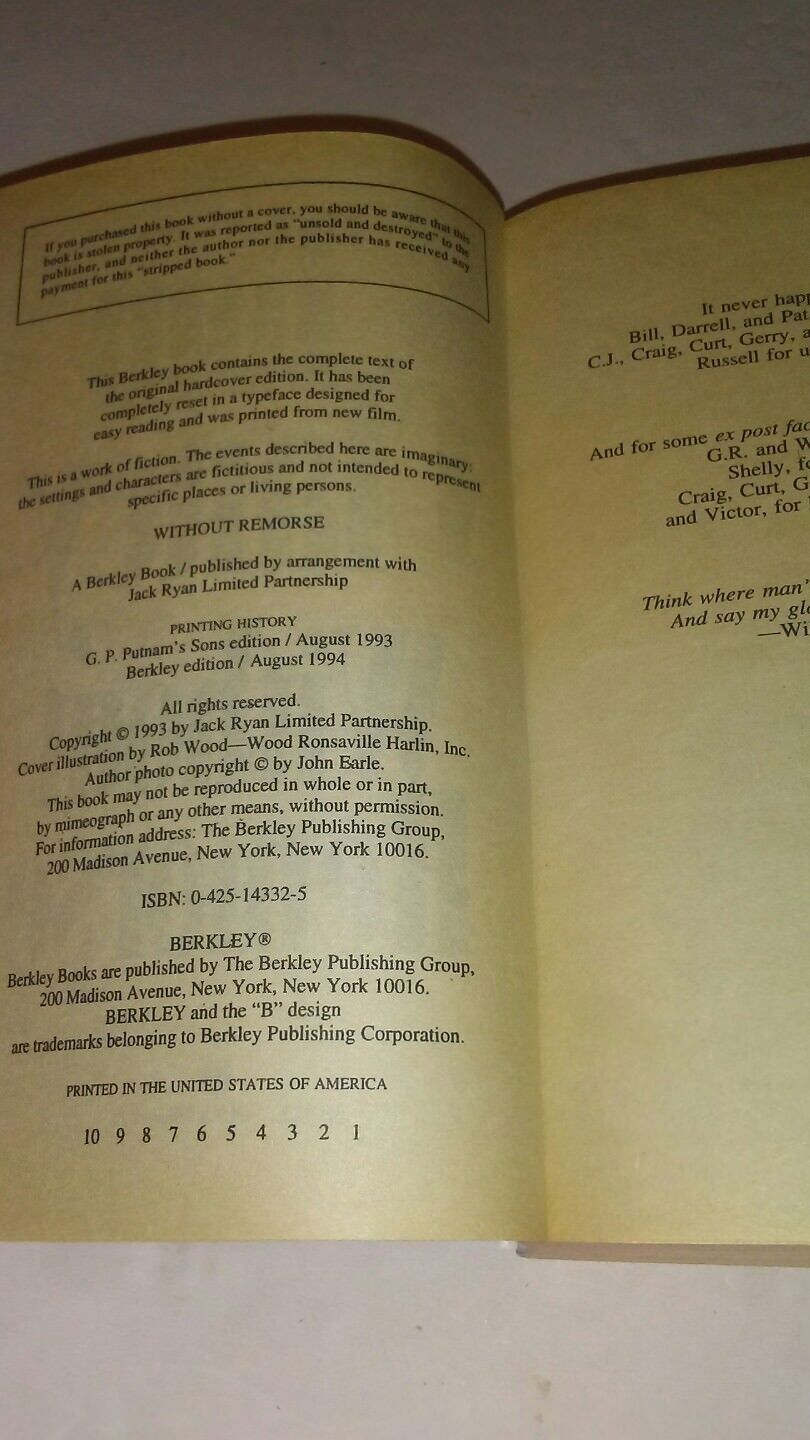 If you purchased this book without a cover, you should be aware that this
book is stolen property. It was reported as "unsold and destroyed" to the
publisher, and neither the author nor the publisher has received any
payment for this "stripped book."
This Berkley book contains the complete text of
the original hardcover edition. It has been
completely reset in a typeface designed for
easy reading and was printed from new film.
This is a work of fiction. The events described here are imaginary:
the settings and characters are fictitious and not intended to represent
specific places or living persons.
WITHOUT REMORSE
A Berkley Book / published by arrangement with
Jack Ryan Limited Partnership
PRINTING HISTORY
G. P. Putnam's Sons edition / August 1993
Berkley edition / August 1994
All rights reserved.
Copyright © 1993 by Jack Ryan Limited Partnership.
Cover illustration by Rob Wood—Wood Ronsaville Harlin, Inc.
Author photo copyright © by John Earle.
This book may not be reproduced in whole or in part,
by mimeograph or any other means, without permission.
For information address: The Berkley Publishing Group,
200 Madison Avenue, New York, New York 10016.
ISBN: 0-425-14332-5
BERKLEY®
Berkley Books are published by The Berkley Publishing Group,
200 Madison Avenue, New York, New York 10016.
BERKLEY and the "B" design
are trademarks belonging to Berkley Publishing Corporation.
PRINTED IN THE UNITED STATES OF AMERICA
10 9 8 7 6 5 4 3 2 1
It never
Bill, Darrell, and Pat
C.J., Craig, Curt, Gerry,
Russell for
And for some ex post
G.R. and
Shelly,
Craig, Curt,
and Victor, for
Think where
And say my